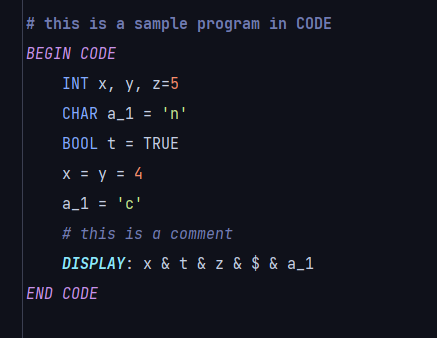 # this is a sample program in CODE
BEGIN CODE
    INT x, y, z=5
    CHAR a_1 = 'n'
    BOOL t = TRUE
    x = y = 4
    a_1 = 'c'
    # this is a comment
    DISPLAY: x & t & z & $ & a_1
END CODE